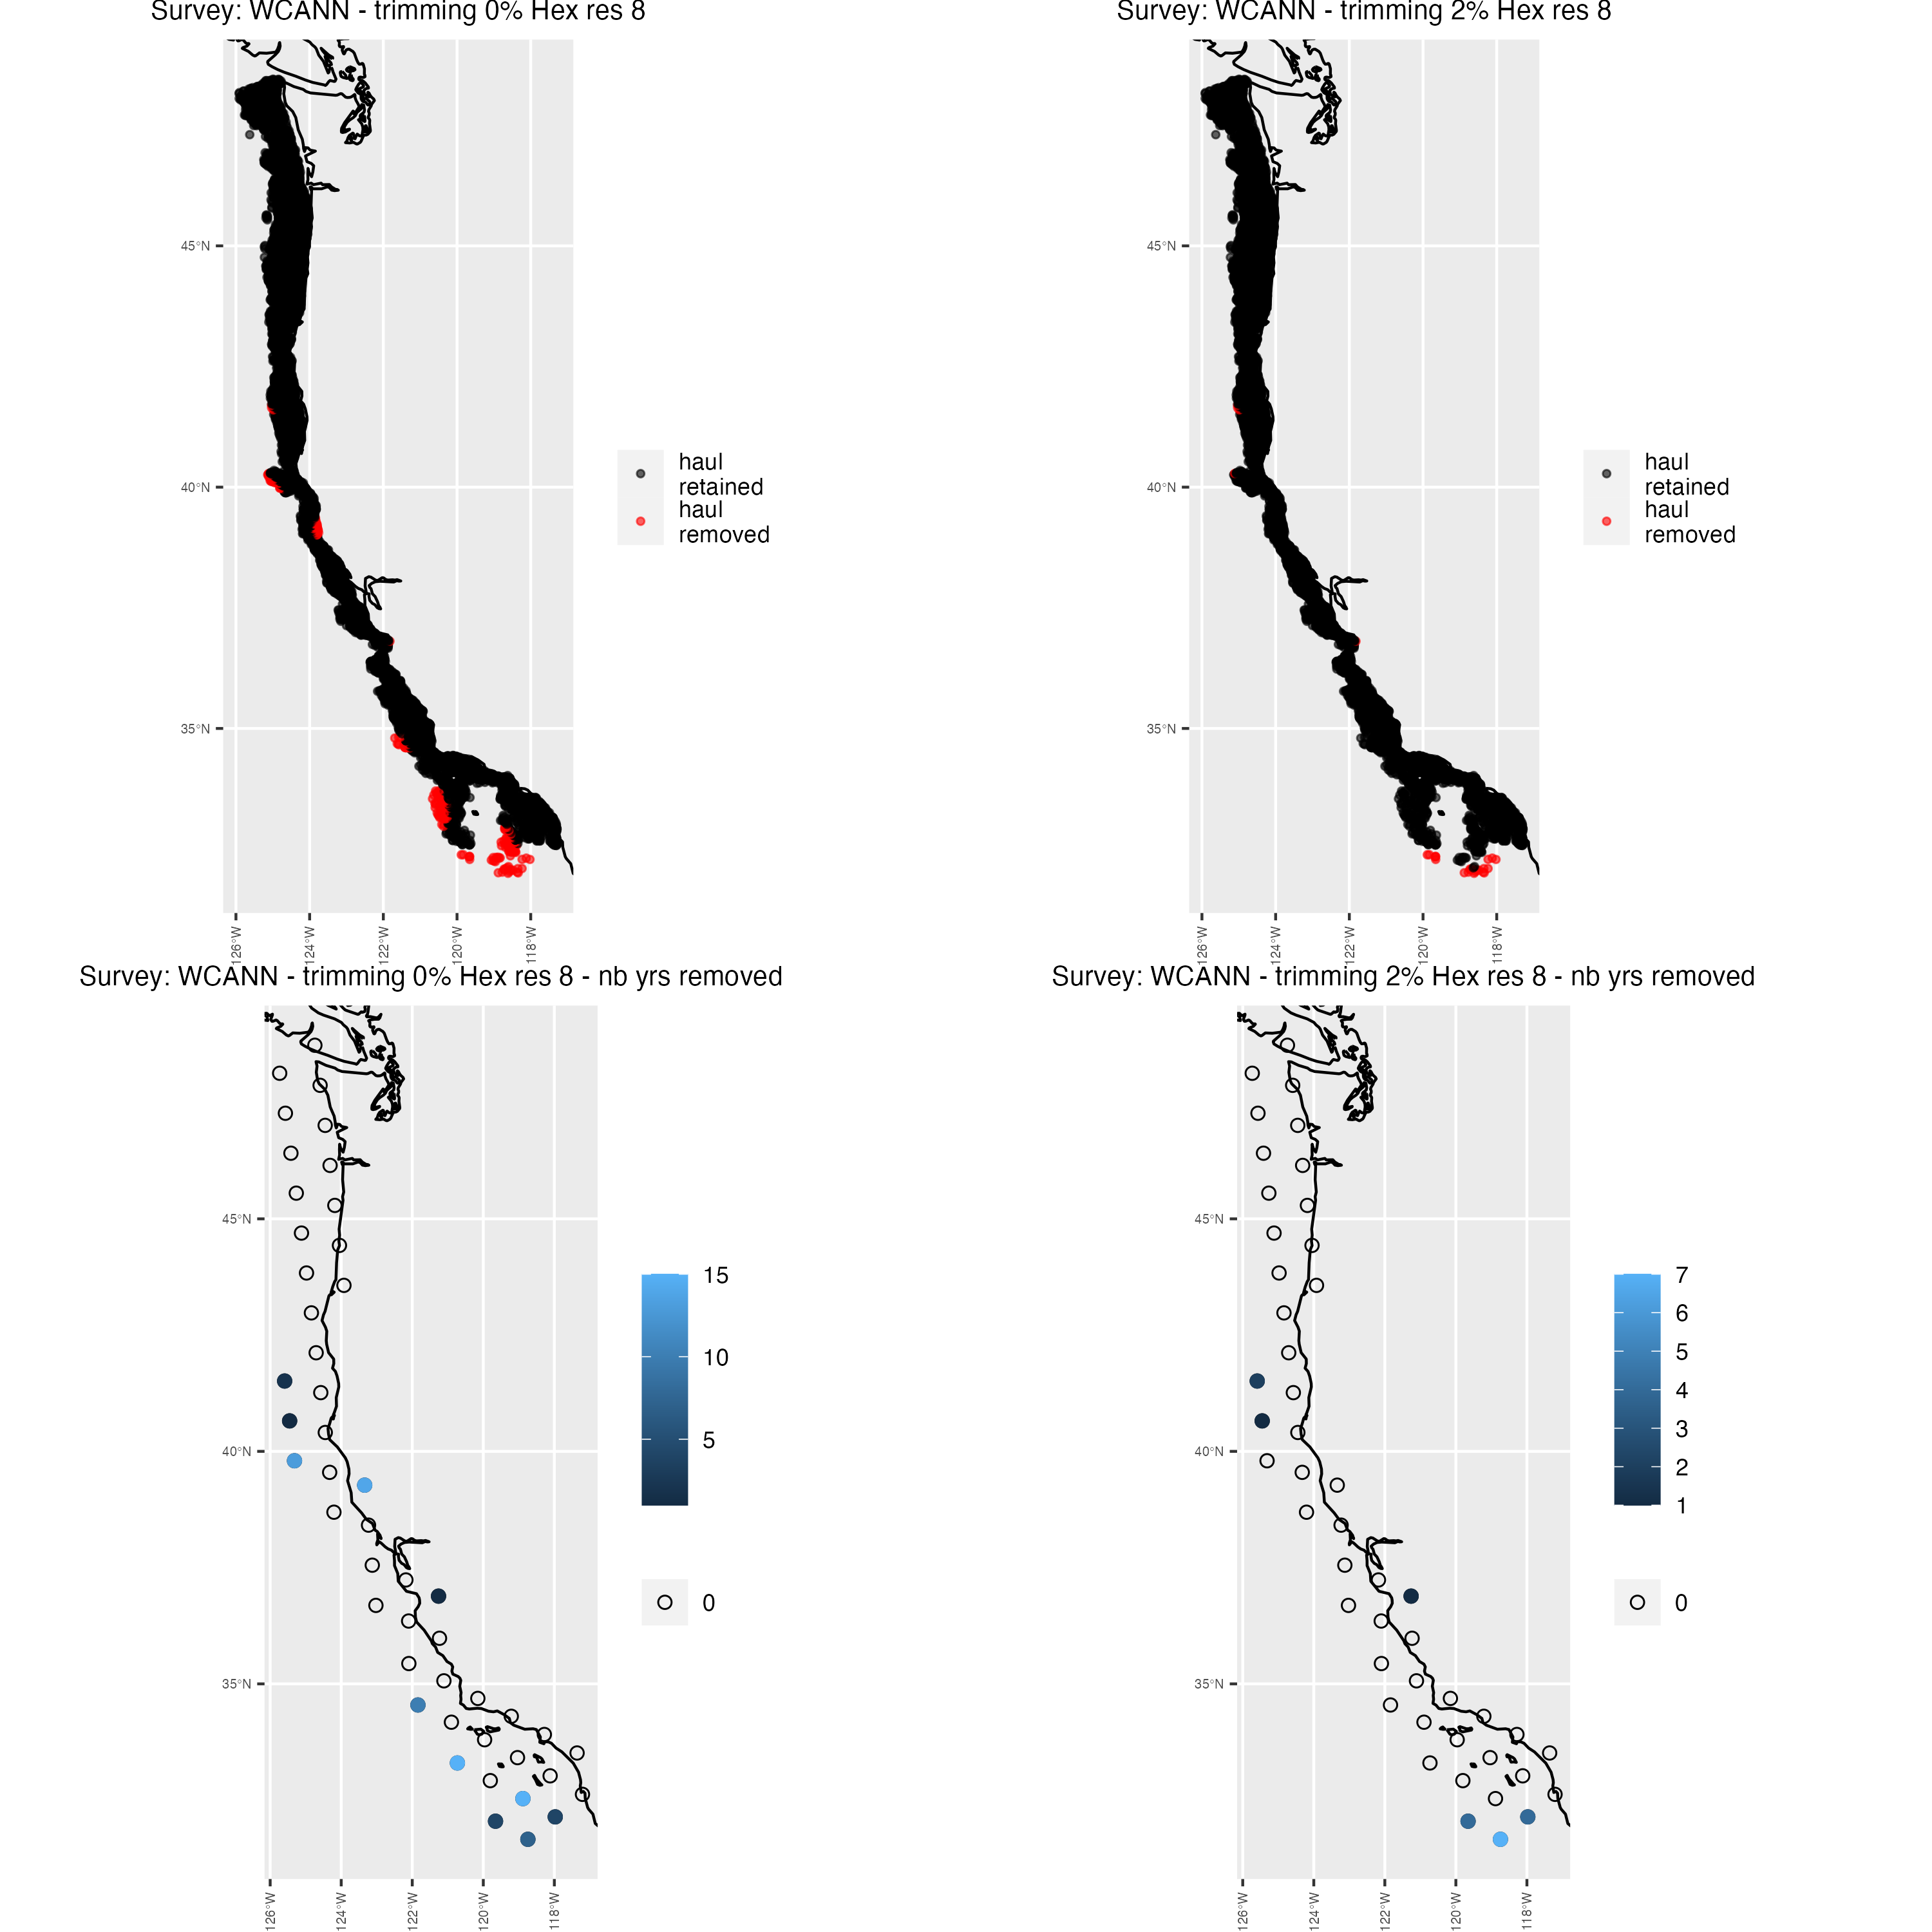 Survey: WCANN - trimming 0% Hex res 8
45°N
40°N
35°N
126°W
124°W
122°W
120°W
118°W
haul
retained
haul
removed
Survey: WCANN - trimming 2% Hex res 8
45°N
40°N
35°N
126°W
124°W
122°W
120°W
118°W
haul
retained
haul
removed
Survey: WCANN - trimming 0% Hex res 8 - nb yrs removed
45°N
40°N
35°N
126°W
124°W
122°W
120°W
118°W
15
10
5
0
Survey: WCANN - trimming 2% Hex res 8 - nb yrs removed
45°N
40°N
35°N
126°W
124°W
122°W
120°W
118°W
7
6
5
4
3
2
1
0